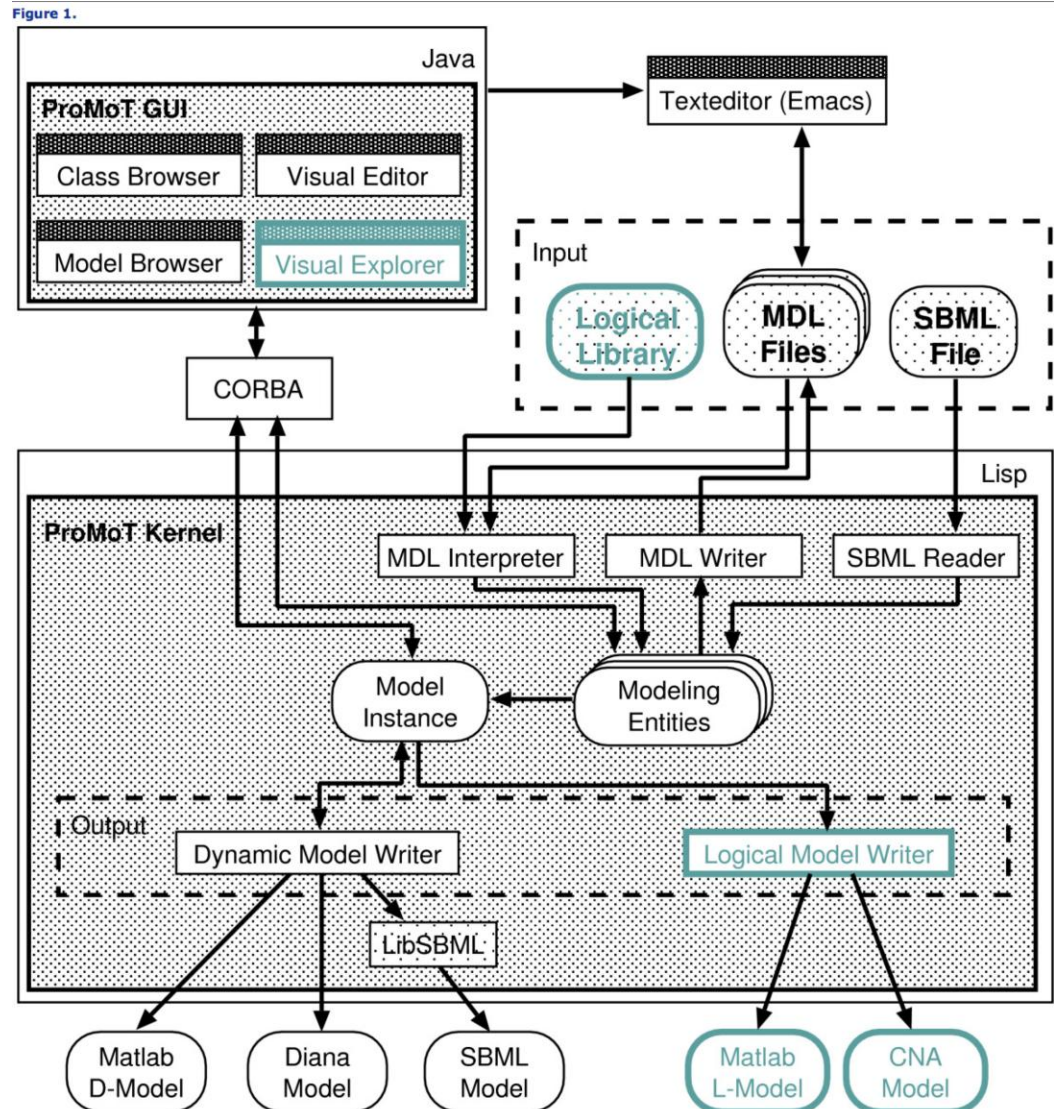 Figure 1.
Java
ProMoT GUI
Class Browser
Visual Editor
Model Browser
Visual Explorer
Texteditor (Emacs)
Input
Logical
Library
MDL
Files
SBML
File
CORBA
Lisp
ProMoT Kernel
MDL Interpreter
MDL Writer
SBML Reader
Model
Instance
Modeling
Entities
Output
Dynamic Model Writer
Logical Model Writer
LibSBML
Matlab
D-Model
Diana
Model
SBML
Model
Matlab
L-Model
CNA
Model